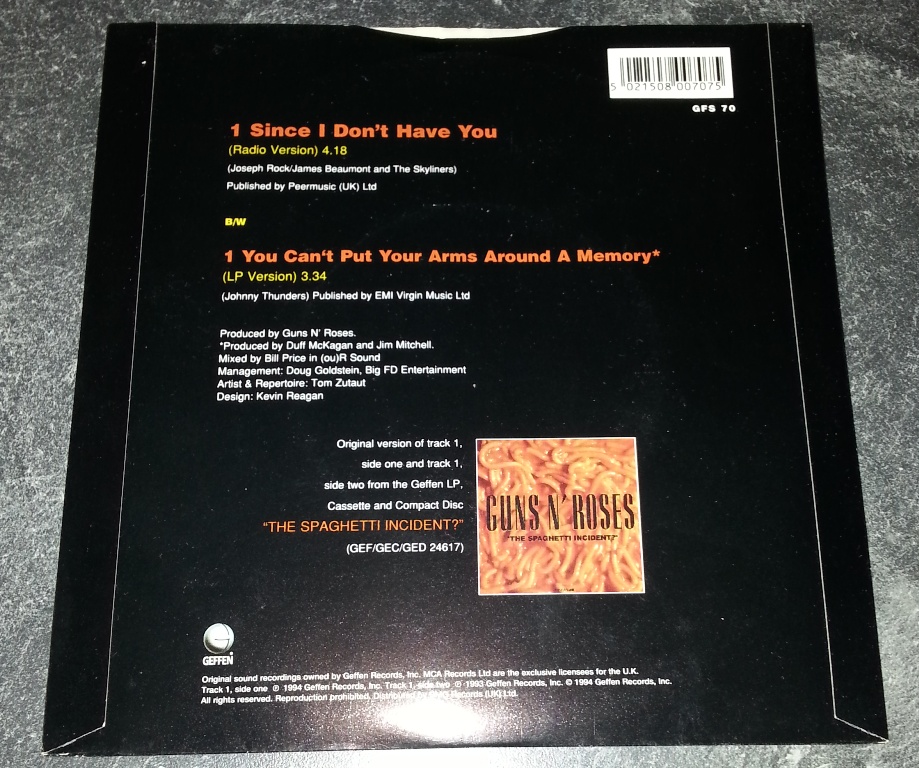 5 021508 007075
GFS 70
1 Since I Don't Have You
(Radio Version) 4.18
(Joseph Rock/James Beaumont and The Skyliners)
Published by Peermusic (UK) Ltd
B/W
1 You Can't Put Your Arms Around A Memory*
(LP Version) 3.34
(Johnny Thunders) Published by EMI Virgin Music Ltd
Produced by Guns N' Roses.
*Produced by Duff McKagan and Jim Mitchell.
Mixed by Bill Price in (ou)R Sound
Management: Doug Goldstein, Big FD Entertainment
Artist & Repertoire: Tom Zutaut
Design: Kevin Reagan
Original version of track 1,
side one and track 1,
side two from the Geffen LP,
Cassette and Compact Disc
"THE SPAGHETTI INCIDENT?"
(GEF/GEC/GED 24617)
GUNS N' ROSES
"THE SPAGHETTI INCIDENT?"
GEFFEN
Original sound recordings owned by Geffen Records, Inc. MCA Records Ltd are the exclusive licensees for the U.K.
Track 1, side one ℗ 1994 Geffen Records, Inc. Track 1, side two ℗ 1993 Geffen Records, Inc. © 1994 Geffen Records, Inc.
All rights reserved. Reproduction prohibited. Distributed by BMG Records (UK) Ltd.